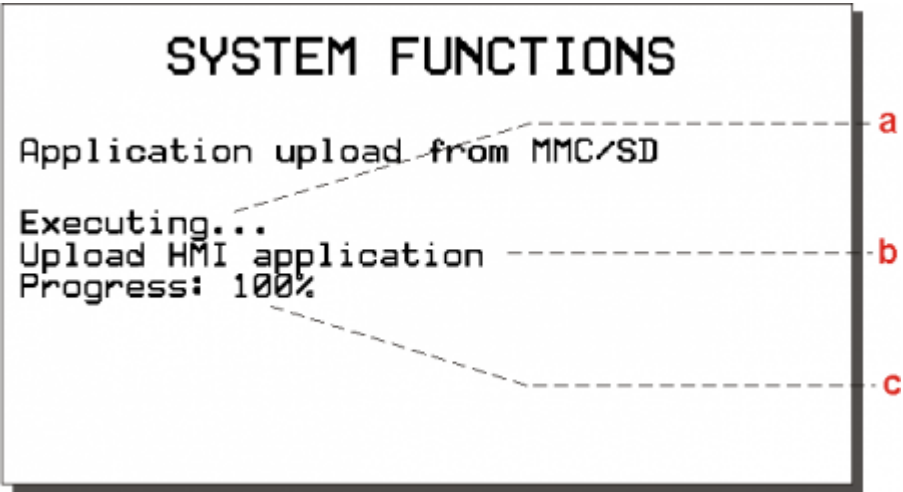 SYSTEM FUNCTIONS
a
Application upload from MMC/SD
Executing...
Upload HMI application
b
Progress: 100%
c